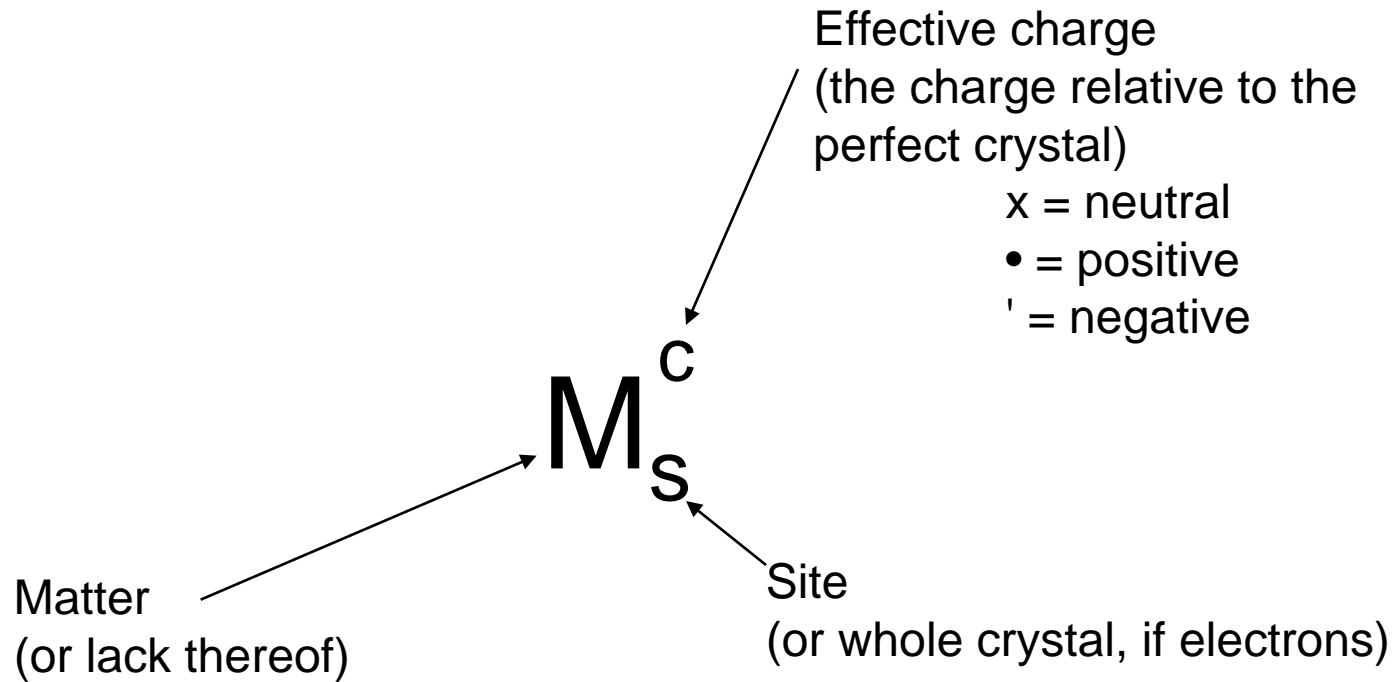 Effective charge
(the charge relative to the
perfect crystal)
x = neutral
• = positive
' = negative
c
M
s
Matter
(or lack thereof)
Site
(or whole crystal, if electrons)